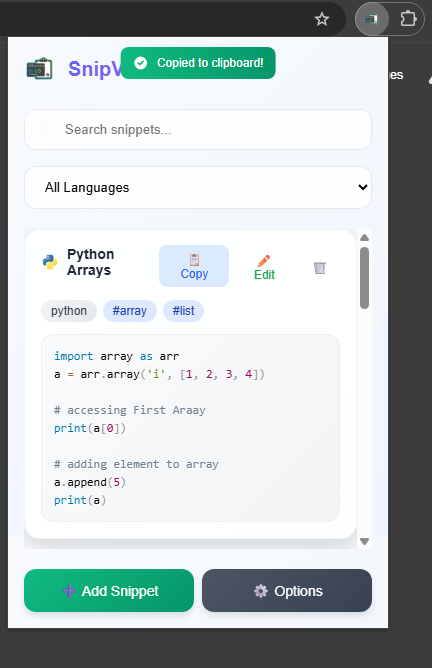 SnipV
Copied to clipboard!
es
Search snippets...
All Languages
Python
Arrays
Copy
Edit
python
#array
#list
import array as arr
a = arr.array('i', [1, 2, 3, 4])
# accessing First Araay
print(a[0])
# adding element to array
a.append(5)
print(a)
Add Snippet
Options